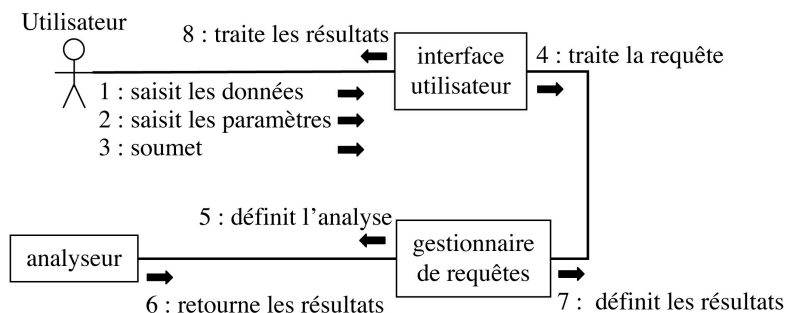 Utilisateur
8 : traite les résultats
interface
utilisateur
4 : traite la requête
1 : saisit les données
2 : saisit les paramètres
3 : soumet
5 : définit l’analyse
gestionnaire
de requêtes
analyseur
6 : retourne les résultats
7 : définit les résultats